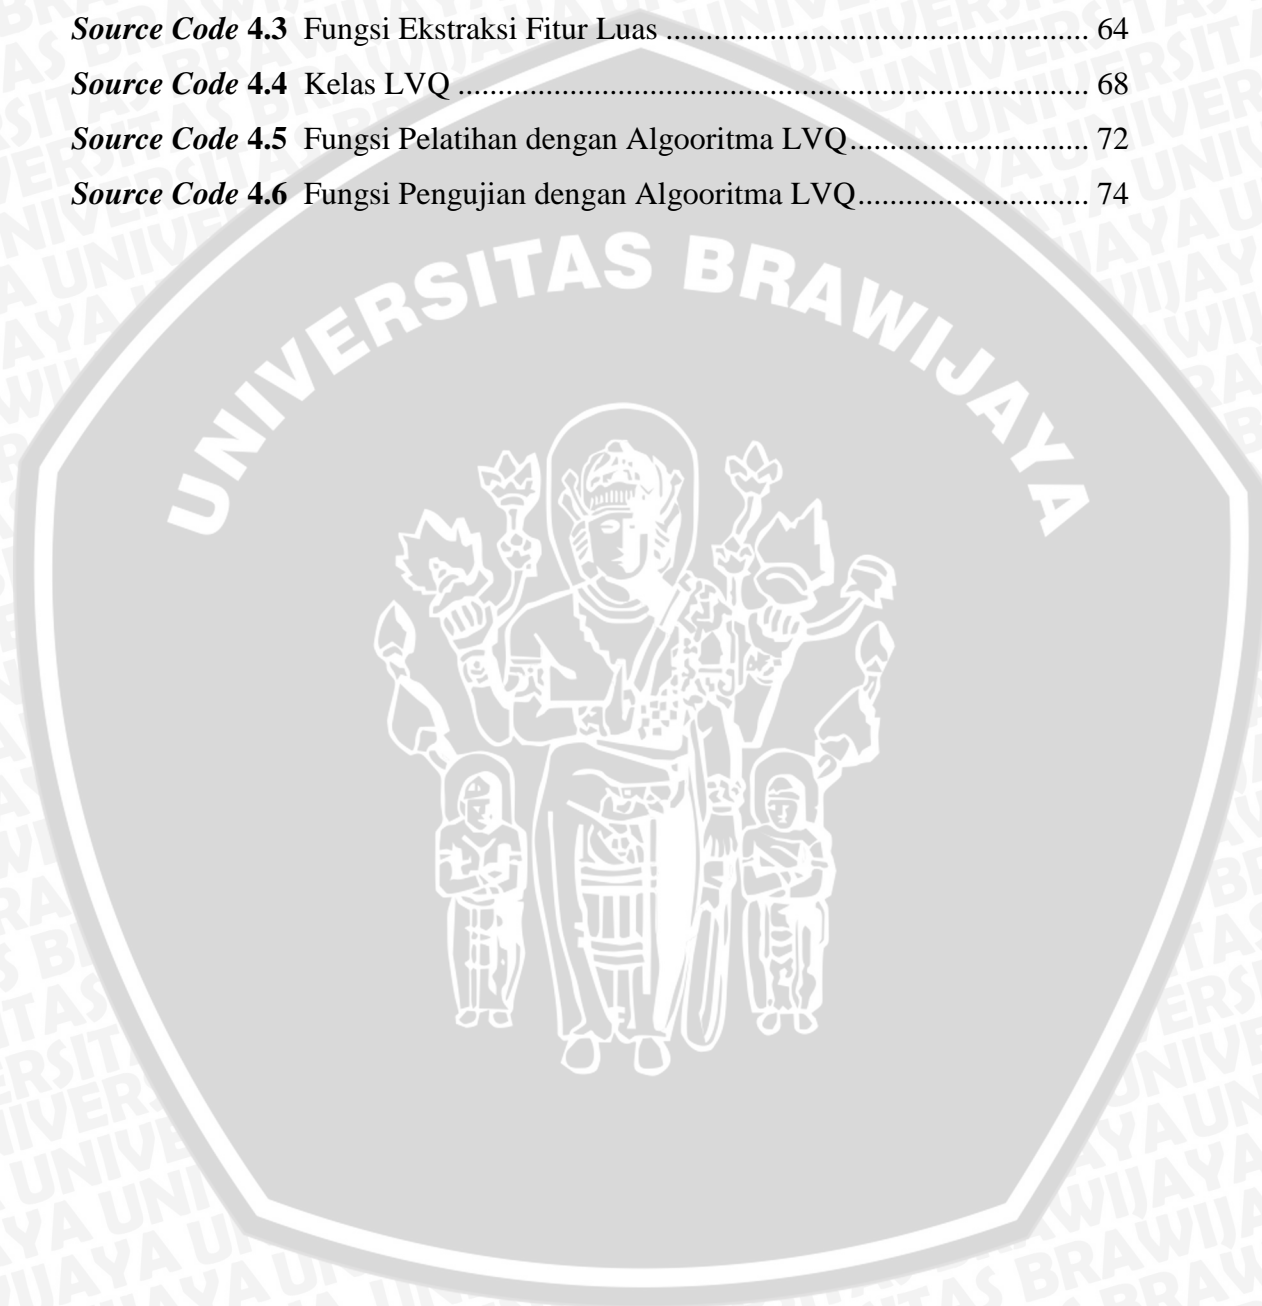 Source Code 4.3 Fungsi Ekstraksi Fitur Luas ..................................................... 64
Source Code 4.4 Kelas LVQ ............................................................................... 68
Source Code 4.5 Fungsi Pelatihan dengan Algooritma LVQ.............................. 72
Source Code 4.6 Fungsi Pengujian dengan Algooritma LVQ............................. 74
UNIVERSITAS BRAWIJAYA